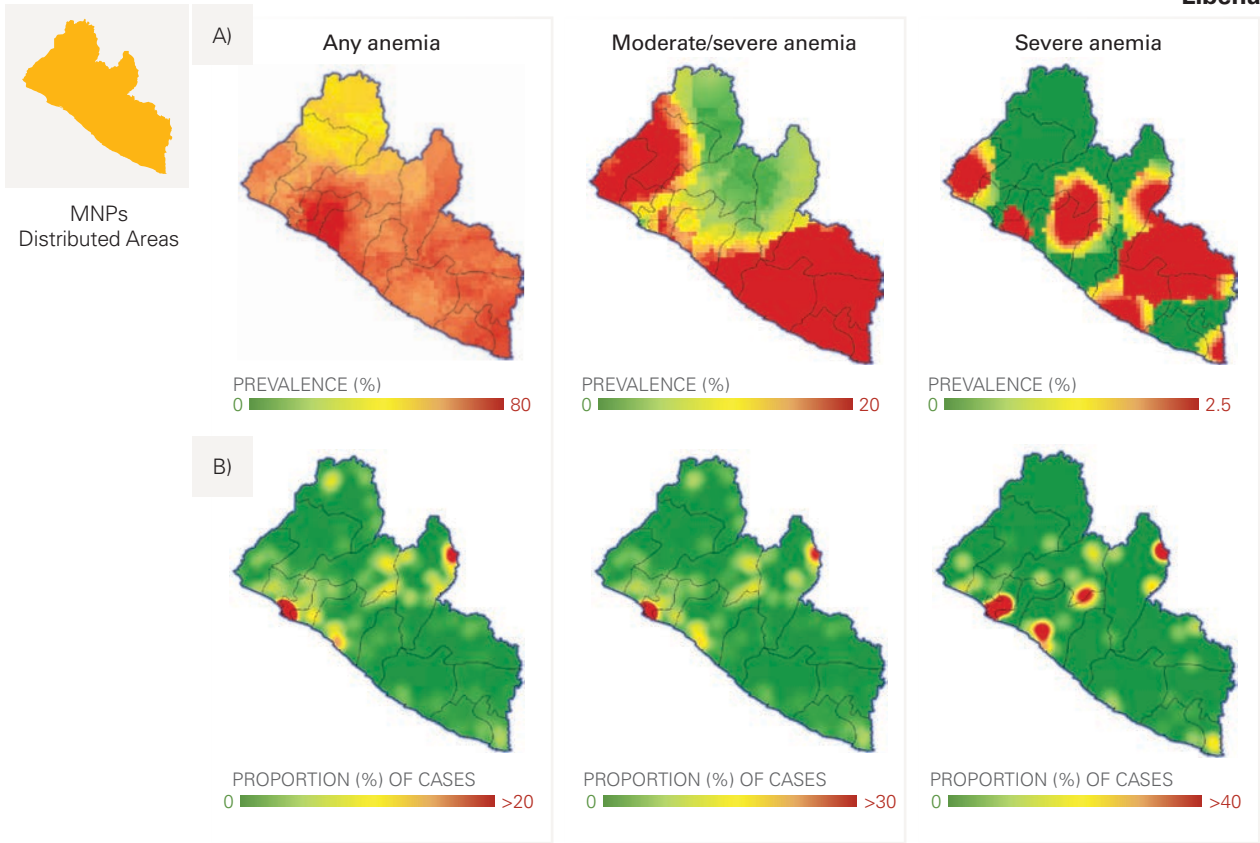 A)
Any anemia
Moderate/severe anemia
Severe anemia
MNPs
Distributed Areas
PREVALENCE (%)
0 80
PREVALENCE (%)
0 20
PREVALENCE (%)
0 2.5
B)
PROPORTION (%) OF CASES
0 >20
PROPORTION (%) OF CASES
0 >30
PROPORTION (%) OF CASES
0 >40